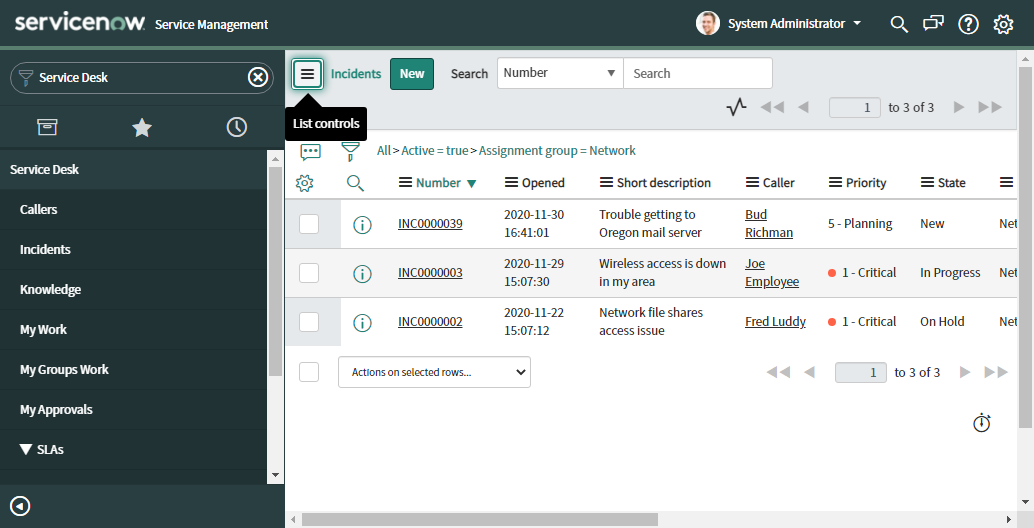 servicenow Service Management
System Administrator
Service Desk
Incidents New Search Number Search
List controls
1 to 3 of 3
All > Active = true > Assignment group = Network
Number Opened Short description Caller Priority State
INC0000039 2020-11-30 16:41:01 Trouble getting to Oregon mail server Bud Richman 5 - Planning New Net
INC0000003 2020-11-29 15:07:30 Wireless access is down in my area Joe Employee 1 - Critical In Progress Net
INC0000002 2020-11-22 15:07:12 Network file shares access issue Fred Luddy 1 - Critical On Hold Net
Actions on selected rows... 1 to 3 of 3
Service Desk
Callers
Incidents
Knowledge
My Work
My Groups Work
My Approvals
SLAs